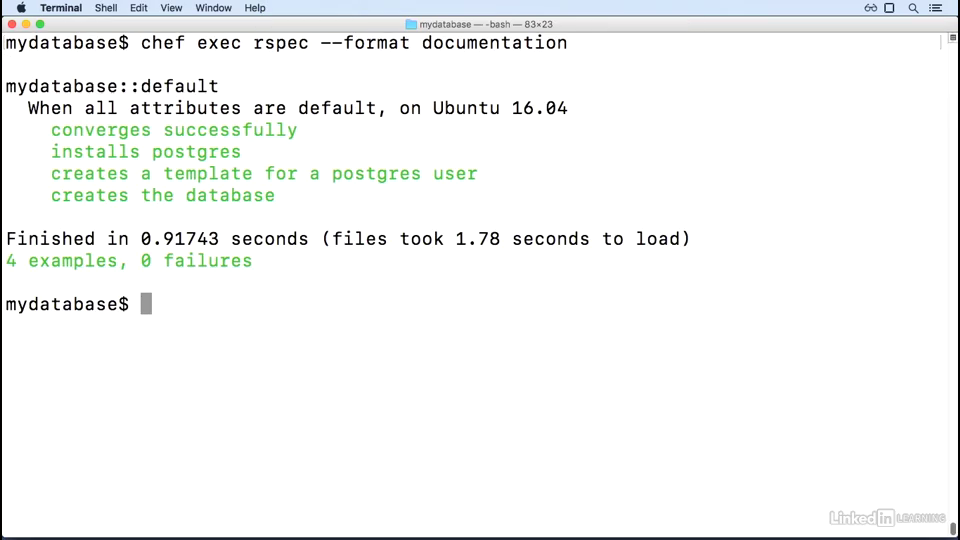 Terminal Shell Edit View Window Help
mydatabase — -bash — 83×23
mydatabase$ chef exec rspec --format documentation
mydatabase::default
When all attributes are default, on Ubuntu 16.04
converges successfully
installs postgres
creates a template for a postgres user
creates the database
Finished in 0.91743 seconds (files took 1.78 seconds to load)
4 examples, 0 failures
mydatabase$
Linked in LEARNING